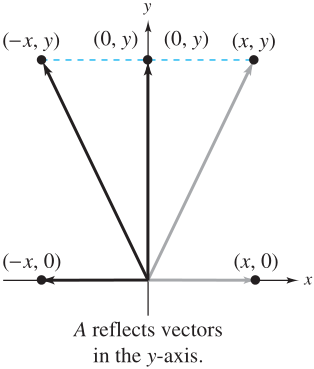 y
(−x, y) (0, y) (0, y) (x, y)
(−x, 0) (x, 0)
x
A reflects vectors
in the y-axis.